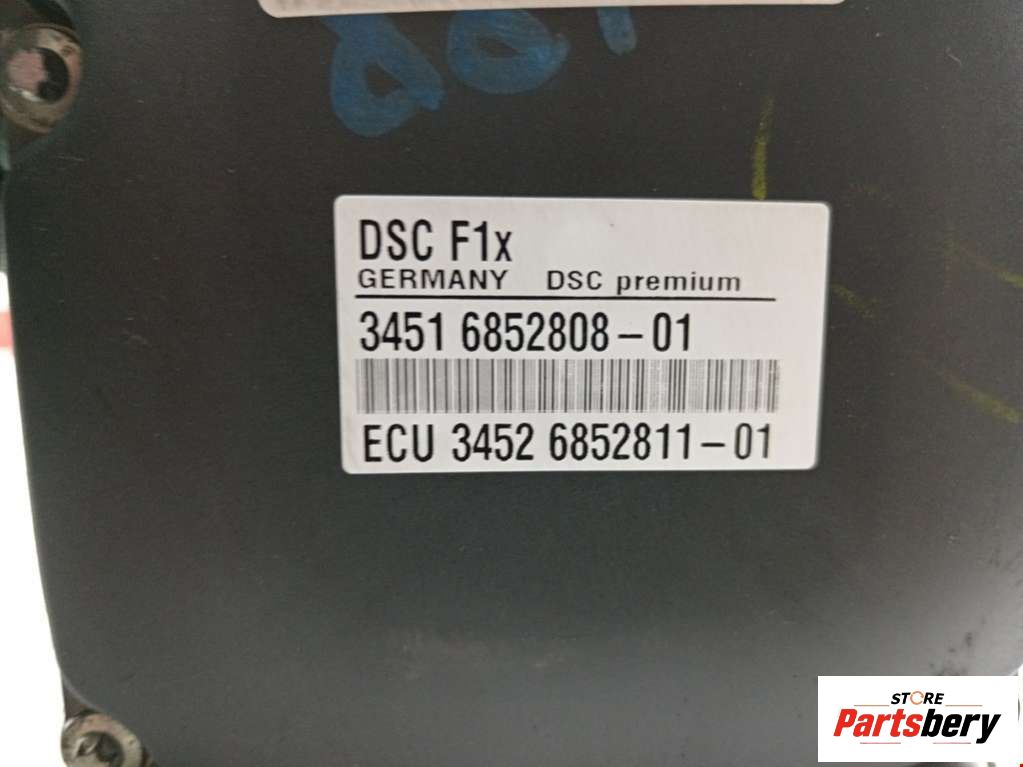 DSC F1x
GERMANY DSC premium
3451 6852808-01
ECU 3452 6852811-01
STORE
Partsbery